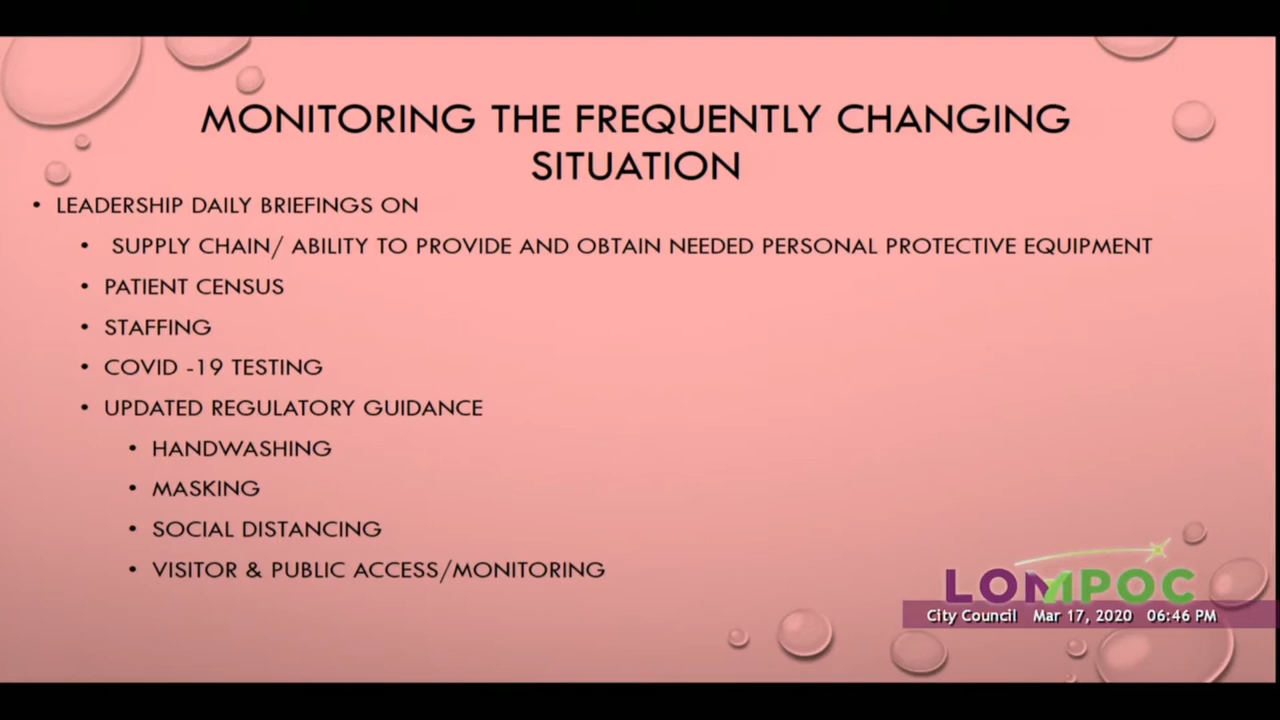 MONITORING THE FREQUENTLY CHANGING
SITUATION
• LEADERSHIP DAILY BRIEFINGS ON
• SUPPLY CHAIN/ ABILITY TO PROVIDE AND OBTAIN NEEDED PERSONAL PROTECTIVE EQUIPMENT
• PATIENT CENSUS
• STAFFING
• COVID -19 TESTING
• UPDATED REGULATORY GUIDANCE
• HANDWASHING
• MASKING
• SOCIAL DISTANCING
• VISITOR & PUBLIC ACCESS/MONITORING
LOMPOC
City Council Mar 17, 2020 06:46 PM